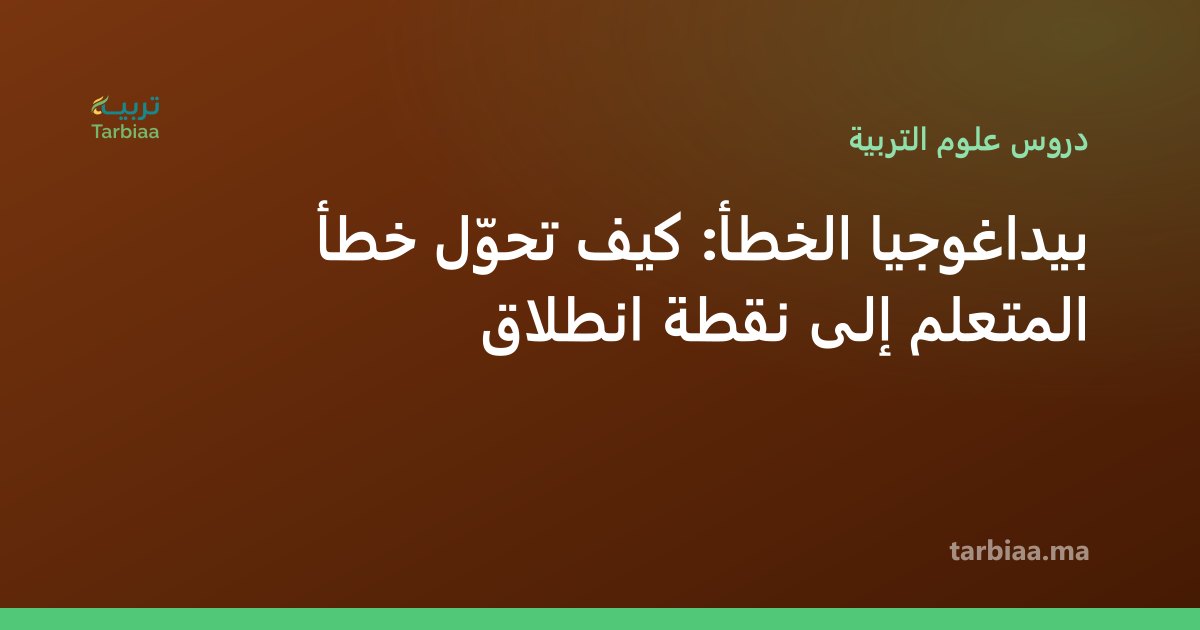 تربية
Tarbiaa
دروس علوم التربية
بيداغوجيا الخطأ: كيف تحوّل خطأ
المتعلم إلى نقطة انطلاق
tarbiaa.ma